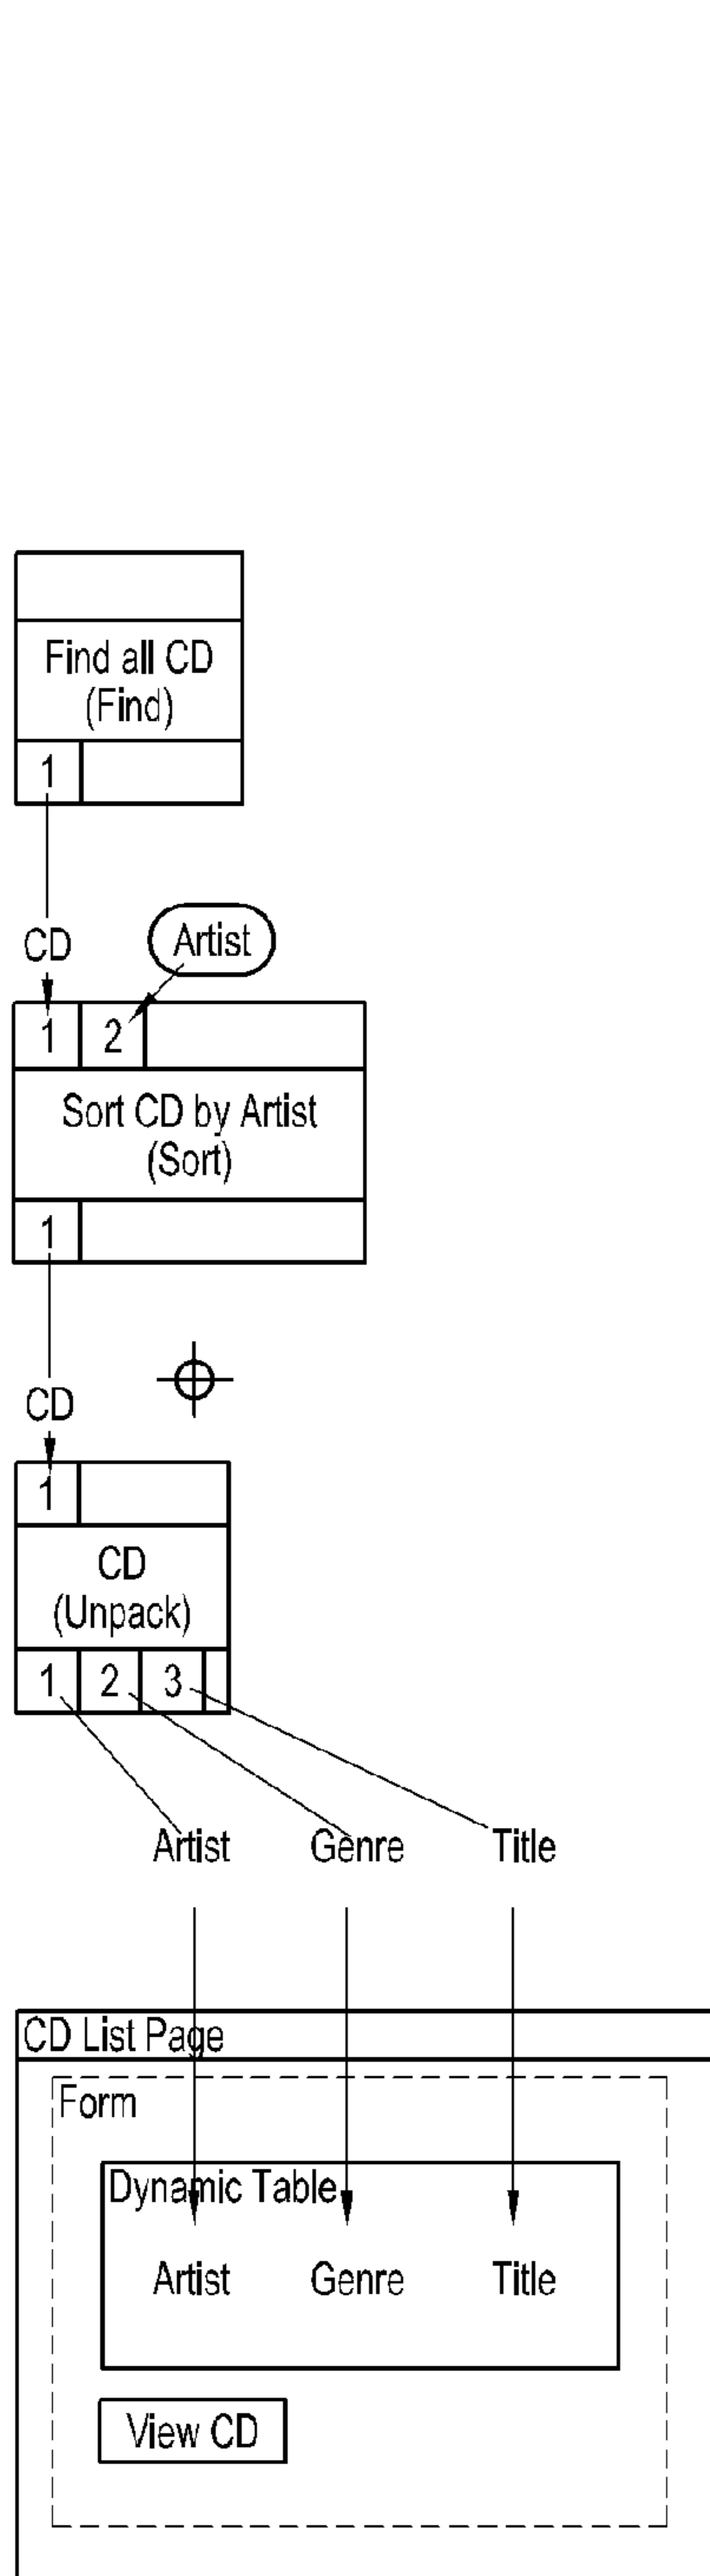 Find all CD
(Find)
1
CD
Artist
1 2
Sort CD by Artist
(Sort)
1
CD
1
CD
(Unpack)
1 2 3
Artist Genre Title
CD List Page
Form
Dynamic Table
Artist Genre Title
View CD